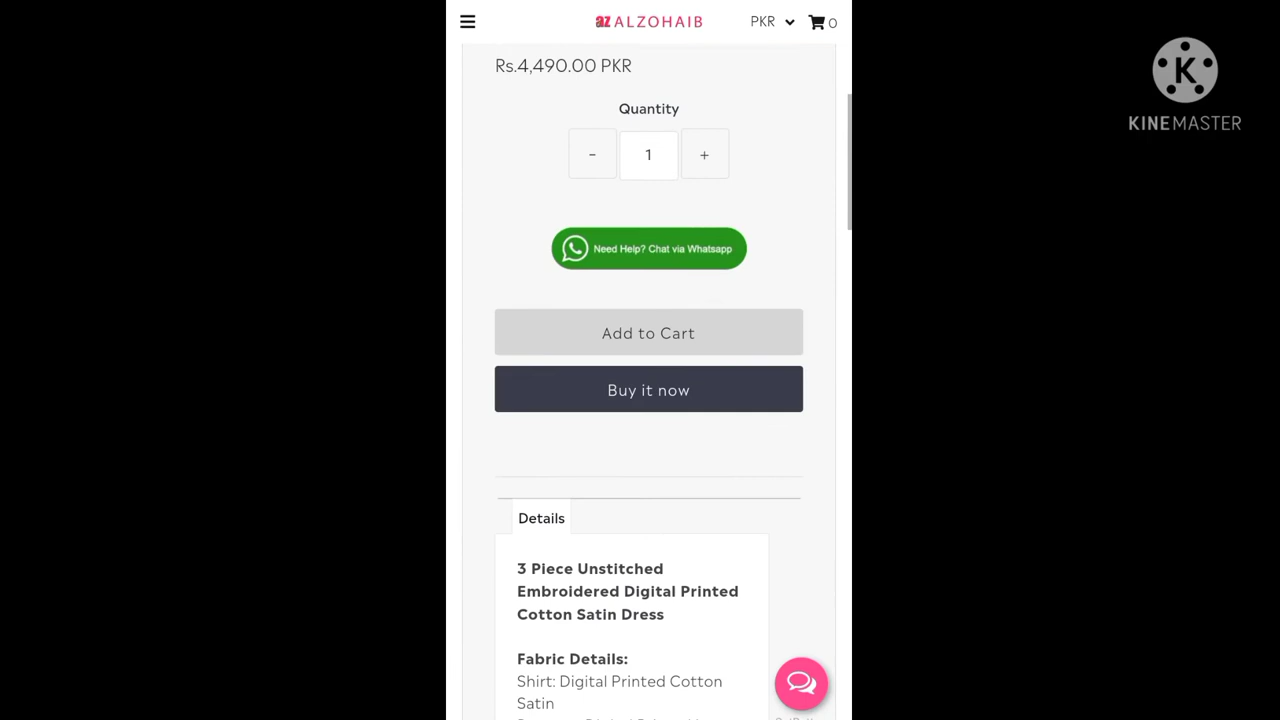 az ALZOHAIB PKR 0
Rs.4,490.00 PKR
Quantity
- 1 +
Need Help? Chat via Whatsapp
Add to Cart
Buy it now
Details
3 Piece Unstitched
Embroidered Digital Printed
Cotton Satin Dress
Fabric Details:
Shirt: Digital Printed Cotton
Satin
K
KINEMASTER